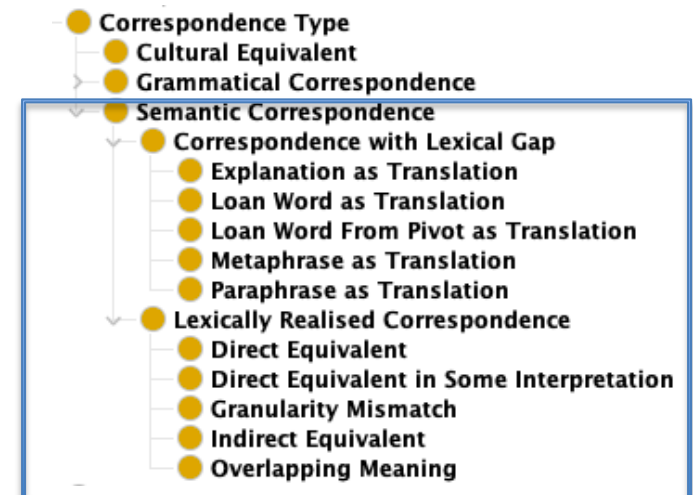 Correspondence Type
Cultural Equivalent
Grammatical Correspondence
Semantic Correspondence
Correspondence with Lexical Gap
Explanation as Translation
Loan Word as Translation
Loan Word From Pivot as Translation
Metaphrase as Translation
Paraphrase as Translation
Lexically Realised Correspondence
Direct Equivalent
Direct Equivalent in Some Interpretation
Granularity Mismatch
Indirect Equivalent
Overlapping Meaning